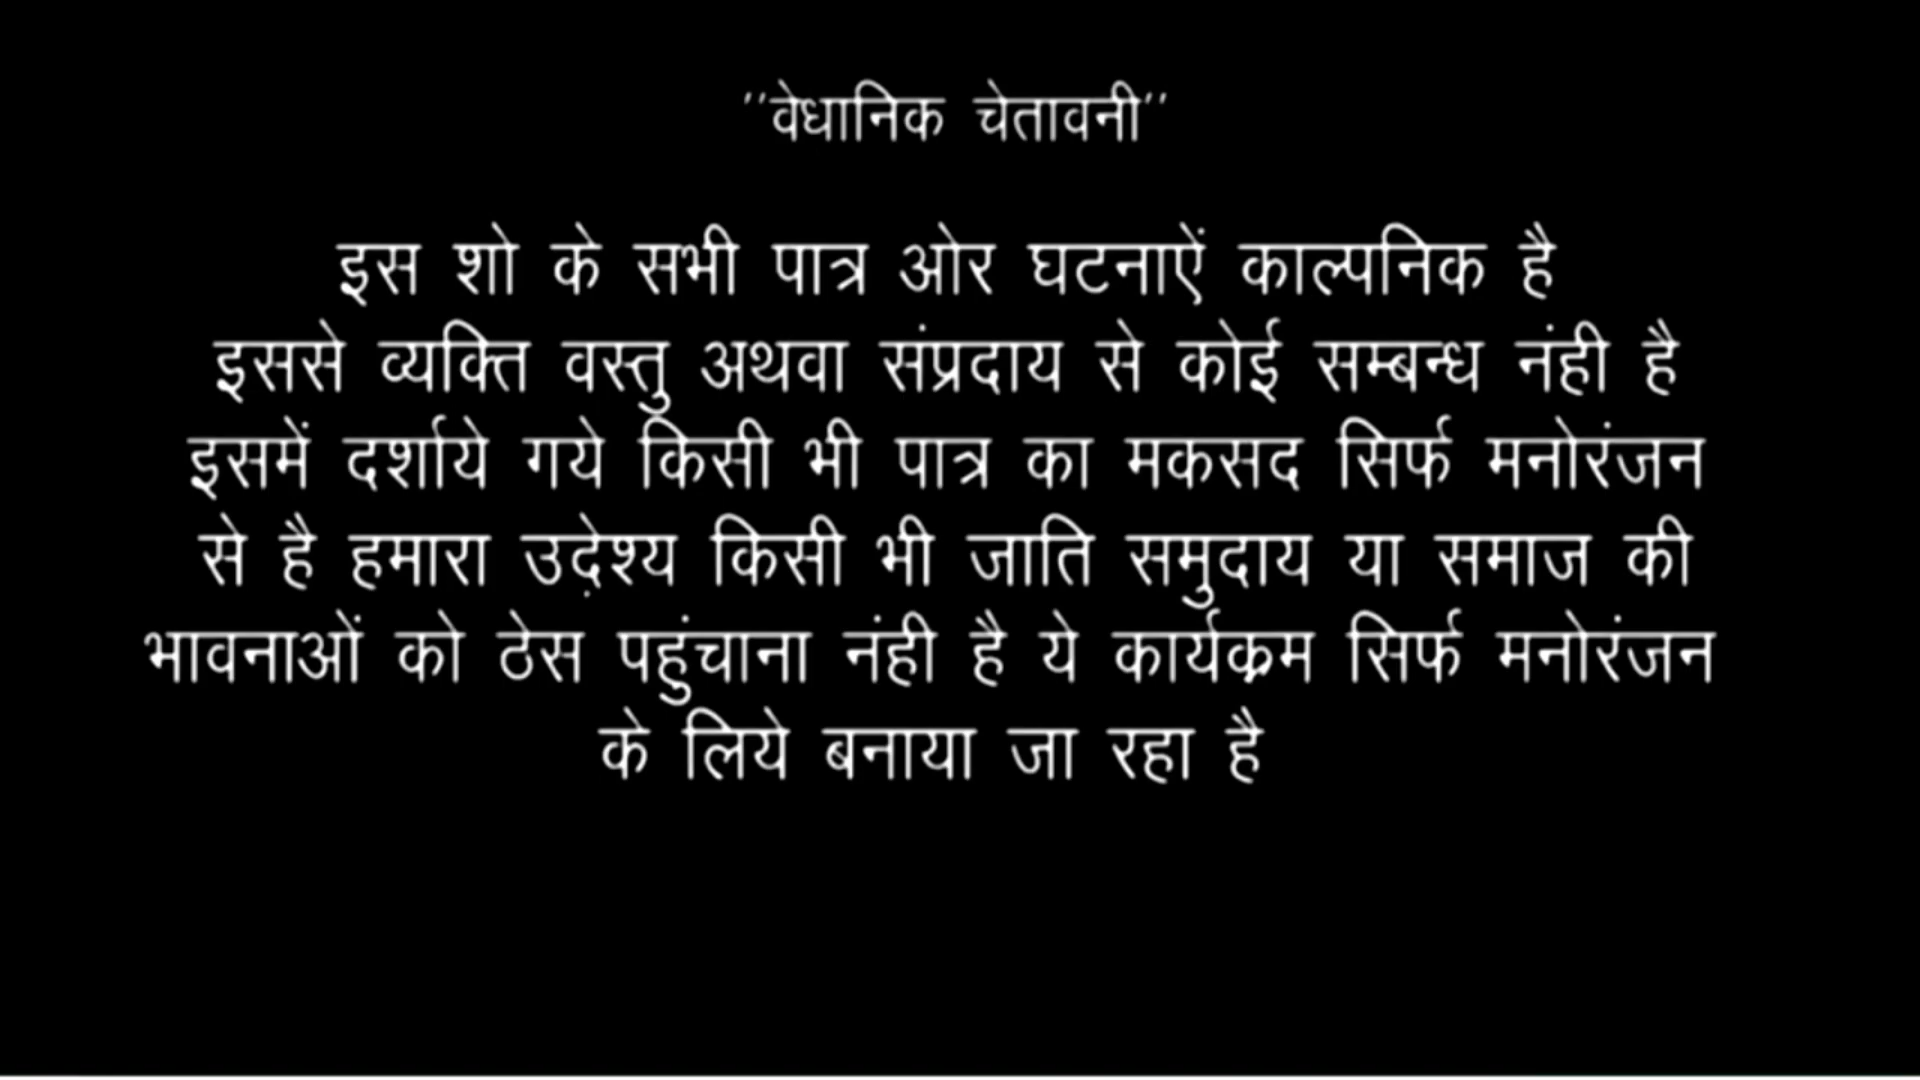 ''वेधानिक चेतावनी''
इस शो के सभी पात्र ओर घटनाऐं काल्पनिक है
इससे व्यक्ति वस्तु अथवा संप्रदाय से कोई सम्बन्ध नंही है
इसमें दर्शाये गये किसी भी पात्र का मकसद सिर्फ मनोरंजन
से है हमारा उद़ेश्य किसी भी जाति समुदाय या समाज की
भावनाओं को ठेस पहुंचाना नंही है ये कार्यक्रम सिर्फ मनोरंजन
के लिये बनाया जा रहा है